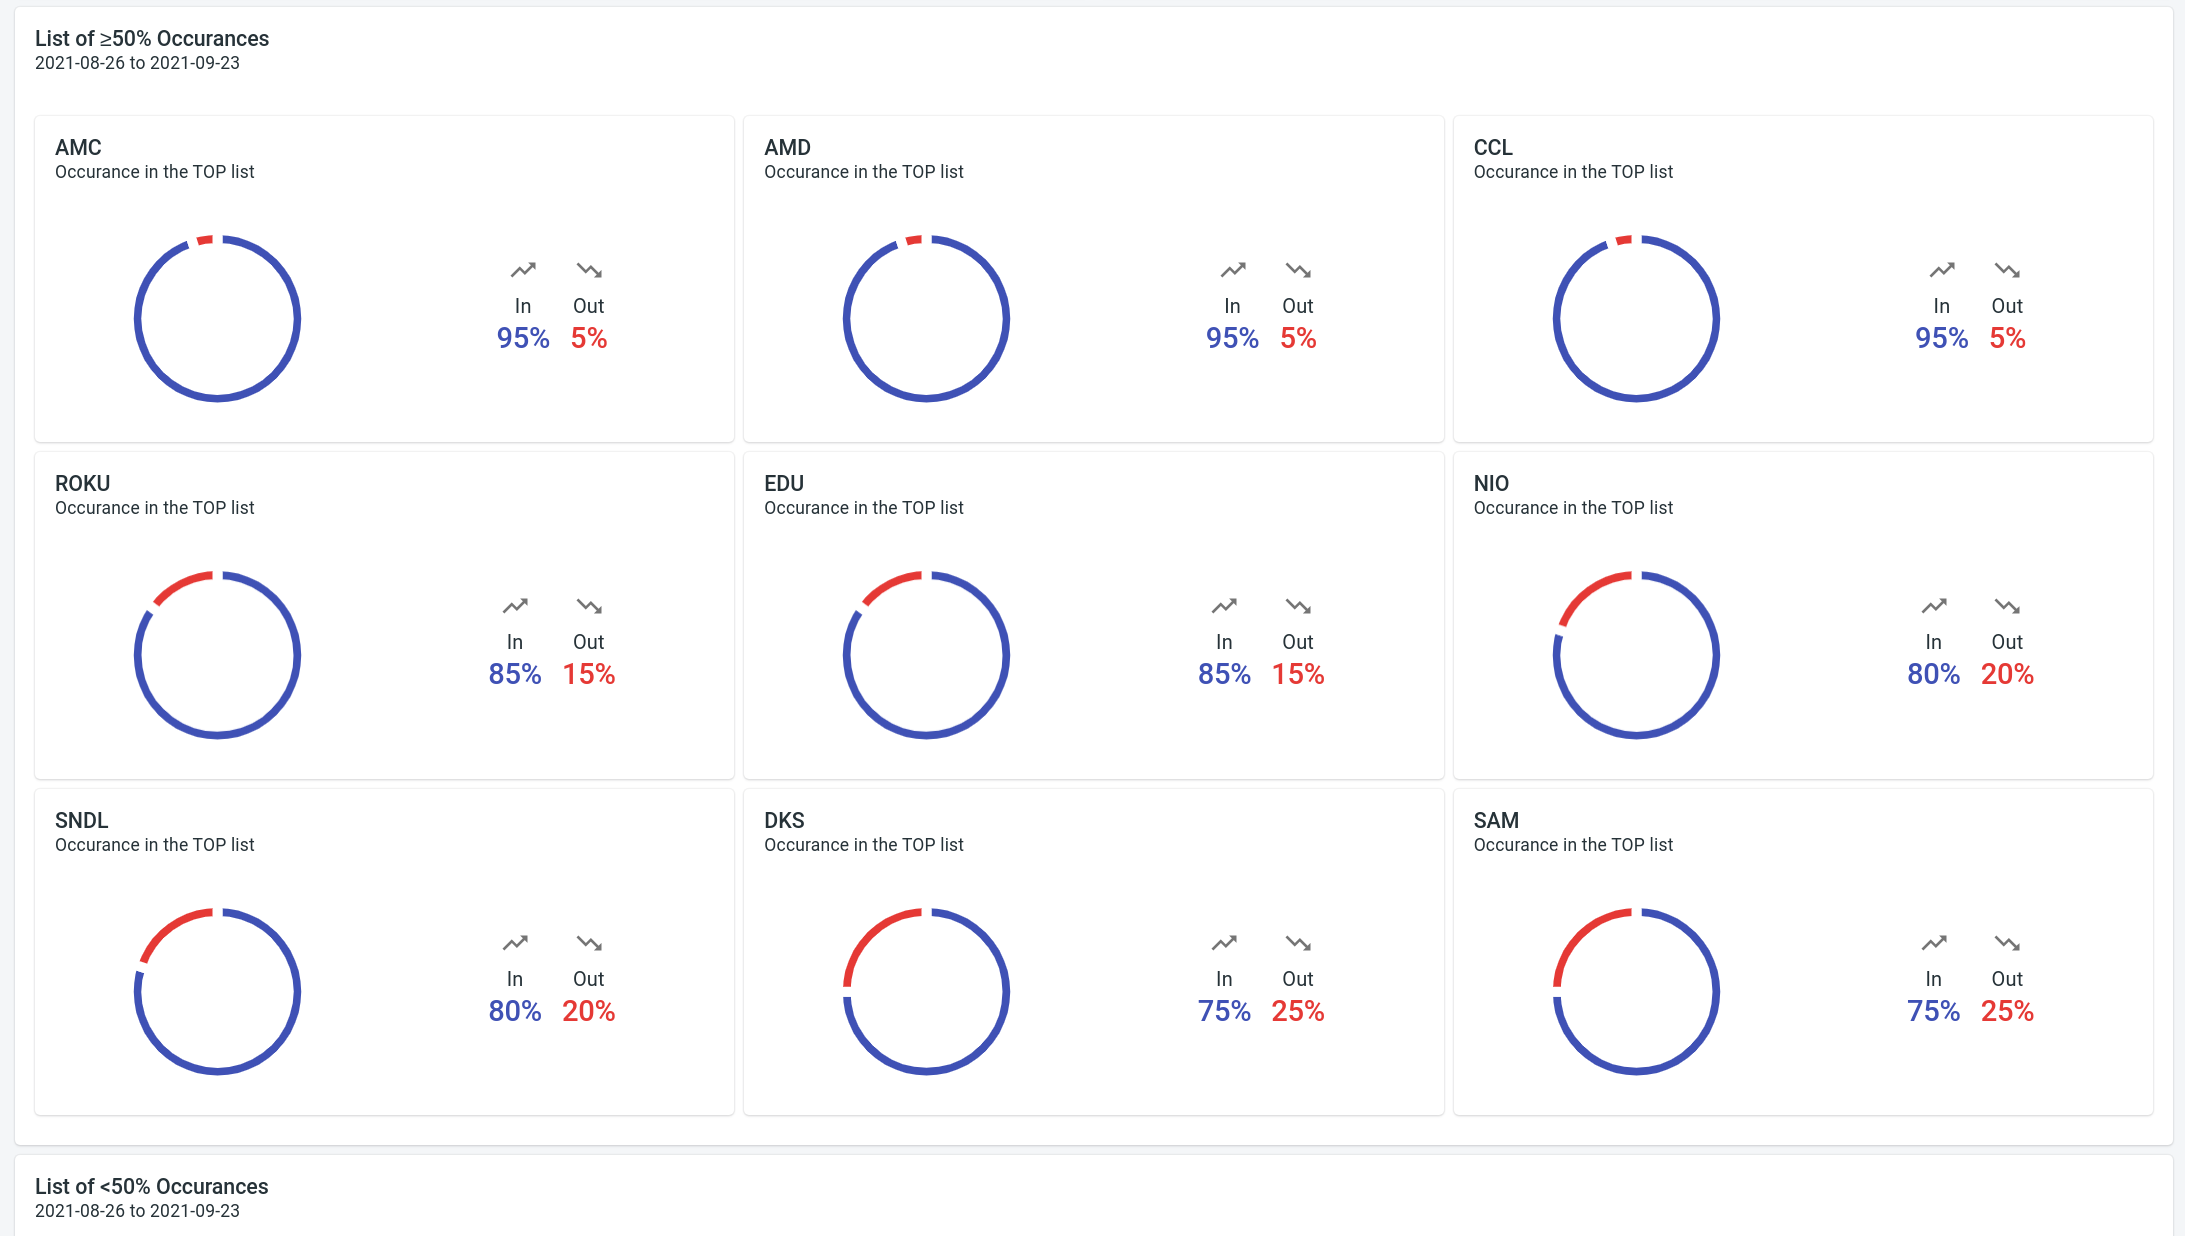 List of ≥50% Occurances
2021-08-26 to 2021-09-23
AMC
Occurance in the TOP list
In Out
95% 5%
AMD
Occurance in the TOP list
In Out
95% 5%
CCL
Occurance in the TOP list
In Out
95% 5%
ROKU
Occurance in the TOP list
In Out
85% 15%
EDU
Occurance in the TOP list
In Out
85% 15%
NIO
Occurance in the TOP list
In Out
80% 20%
SNDL
Occurance in the TOP list
In Out
80% 20%
DKS
Occurance in the TOP list
In Out
75% 25%
SAM
Occurance in the TOP list
In Out
75% 25%
List of <50% Occurances
2021-08-26 to 2021-09-23